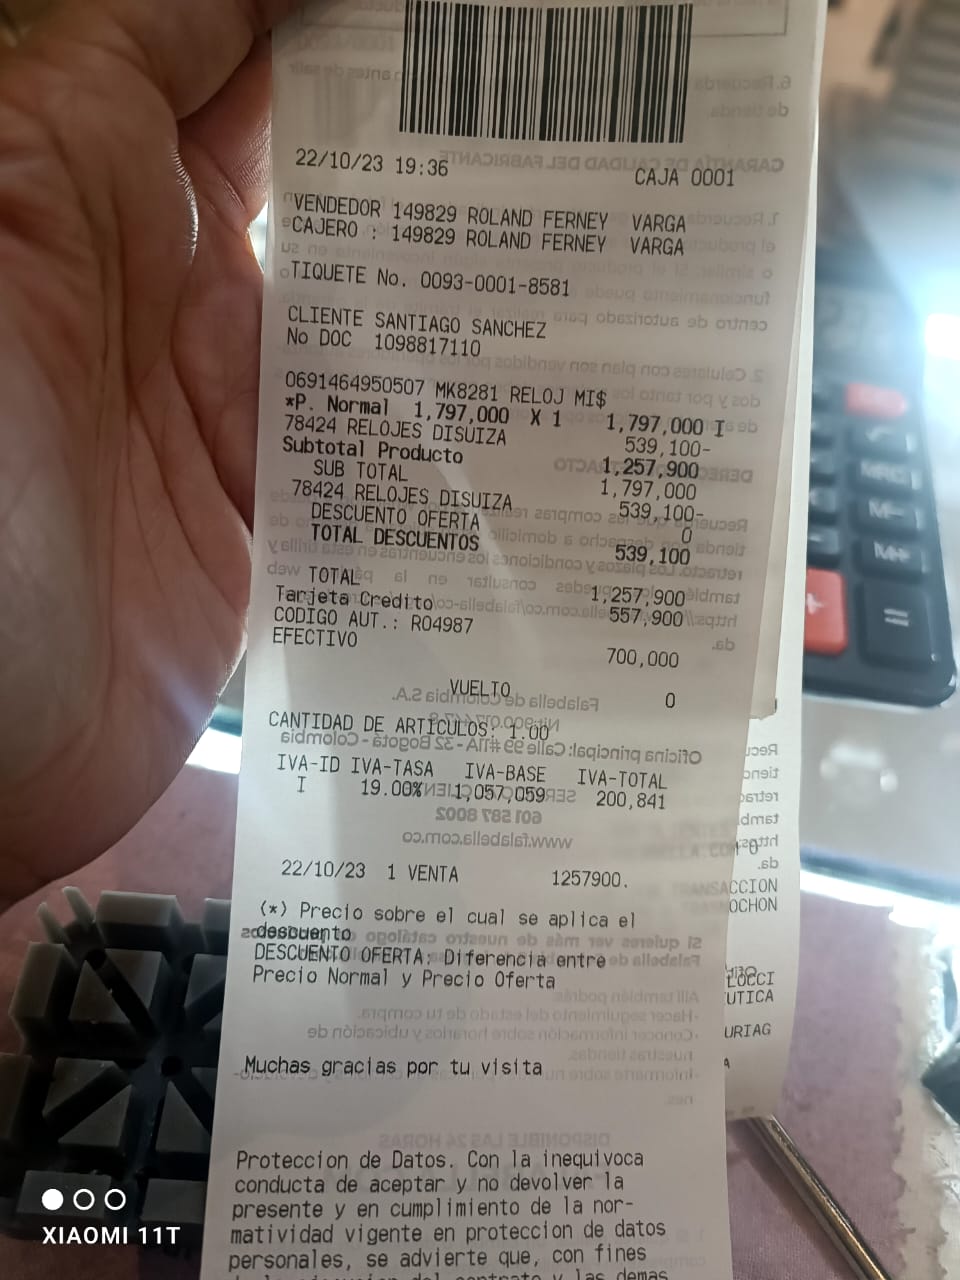 22/10/23 19:36 CAJA 0001
VENDEDOR 149829 ROLAND FERNEY VARGA
CAJERO : 149829 ROLAND FERNEY VARGA
TIQUETE No. 0093-0001-8581
CLIENTE SANTIAGO SANCHEZ
No DOC 1098817110
0691464950507 MK8281 RELOJ MI$
*P. Normal 1,797,000 X 1 1,797,000 I
78424 RELOJES DISUIZA 539,100-
Subtotal Producto 1,257,900
SUB TOTAL 1,797,000
78424 RELOJES DISUIZA 539,100-
DESCUENTO OFERTA 0
TOTAL DESCUENTOS 539,100
TOTAL 1,257,900
Tarjeta Credito 557,900
CODIGO AUT.: R04987
EFECTIVO 700,000
VUELTO 0
CANTIDAD DE ARTICULOS: 1.00
IVA-ID IVA-TASA IVA-BASE IVA-TOTAL
I 19.00% 1,057,059 200,841
22/10/23 1 VENTA 1257900.
(*) Precio sobre el cual se aplica el
descuento
DESCUENTO OFERTA: Diferencia entre
Precio Normal y Precio Oferta
Muchas gracias por tu visita
Proteccion de Datos. Con la inequivoca
conducta de aceptar y no devolver la
presente y en cumplimiento de la nor-
matividad vigente en proteccion de datos
personales, se advierte que, con fines
XIAOMI 11T